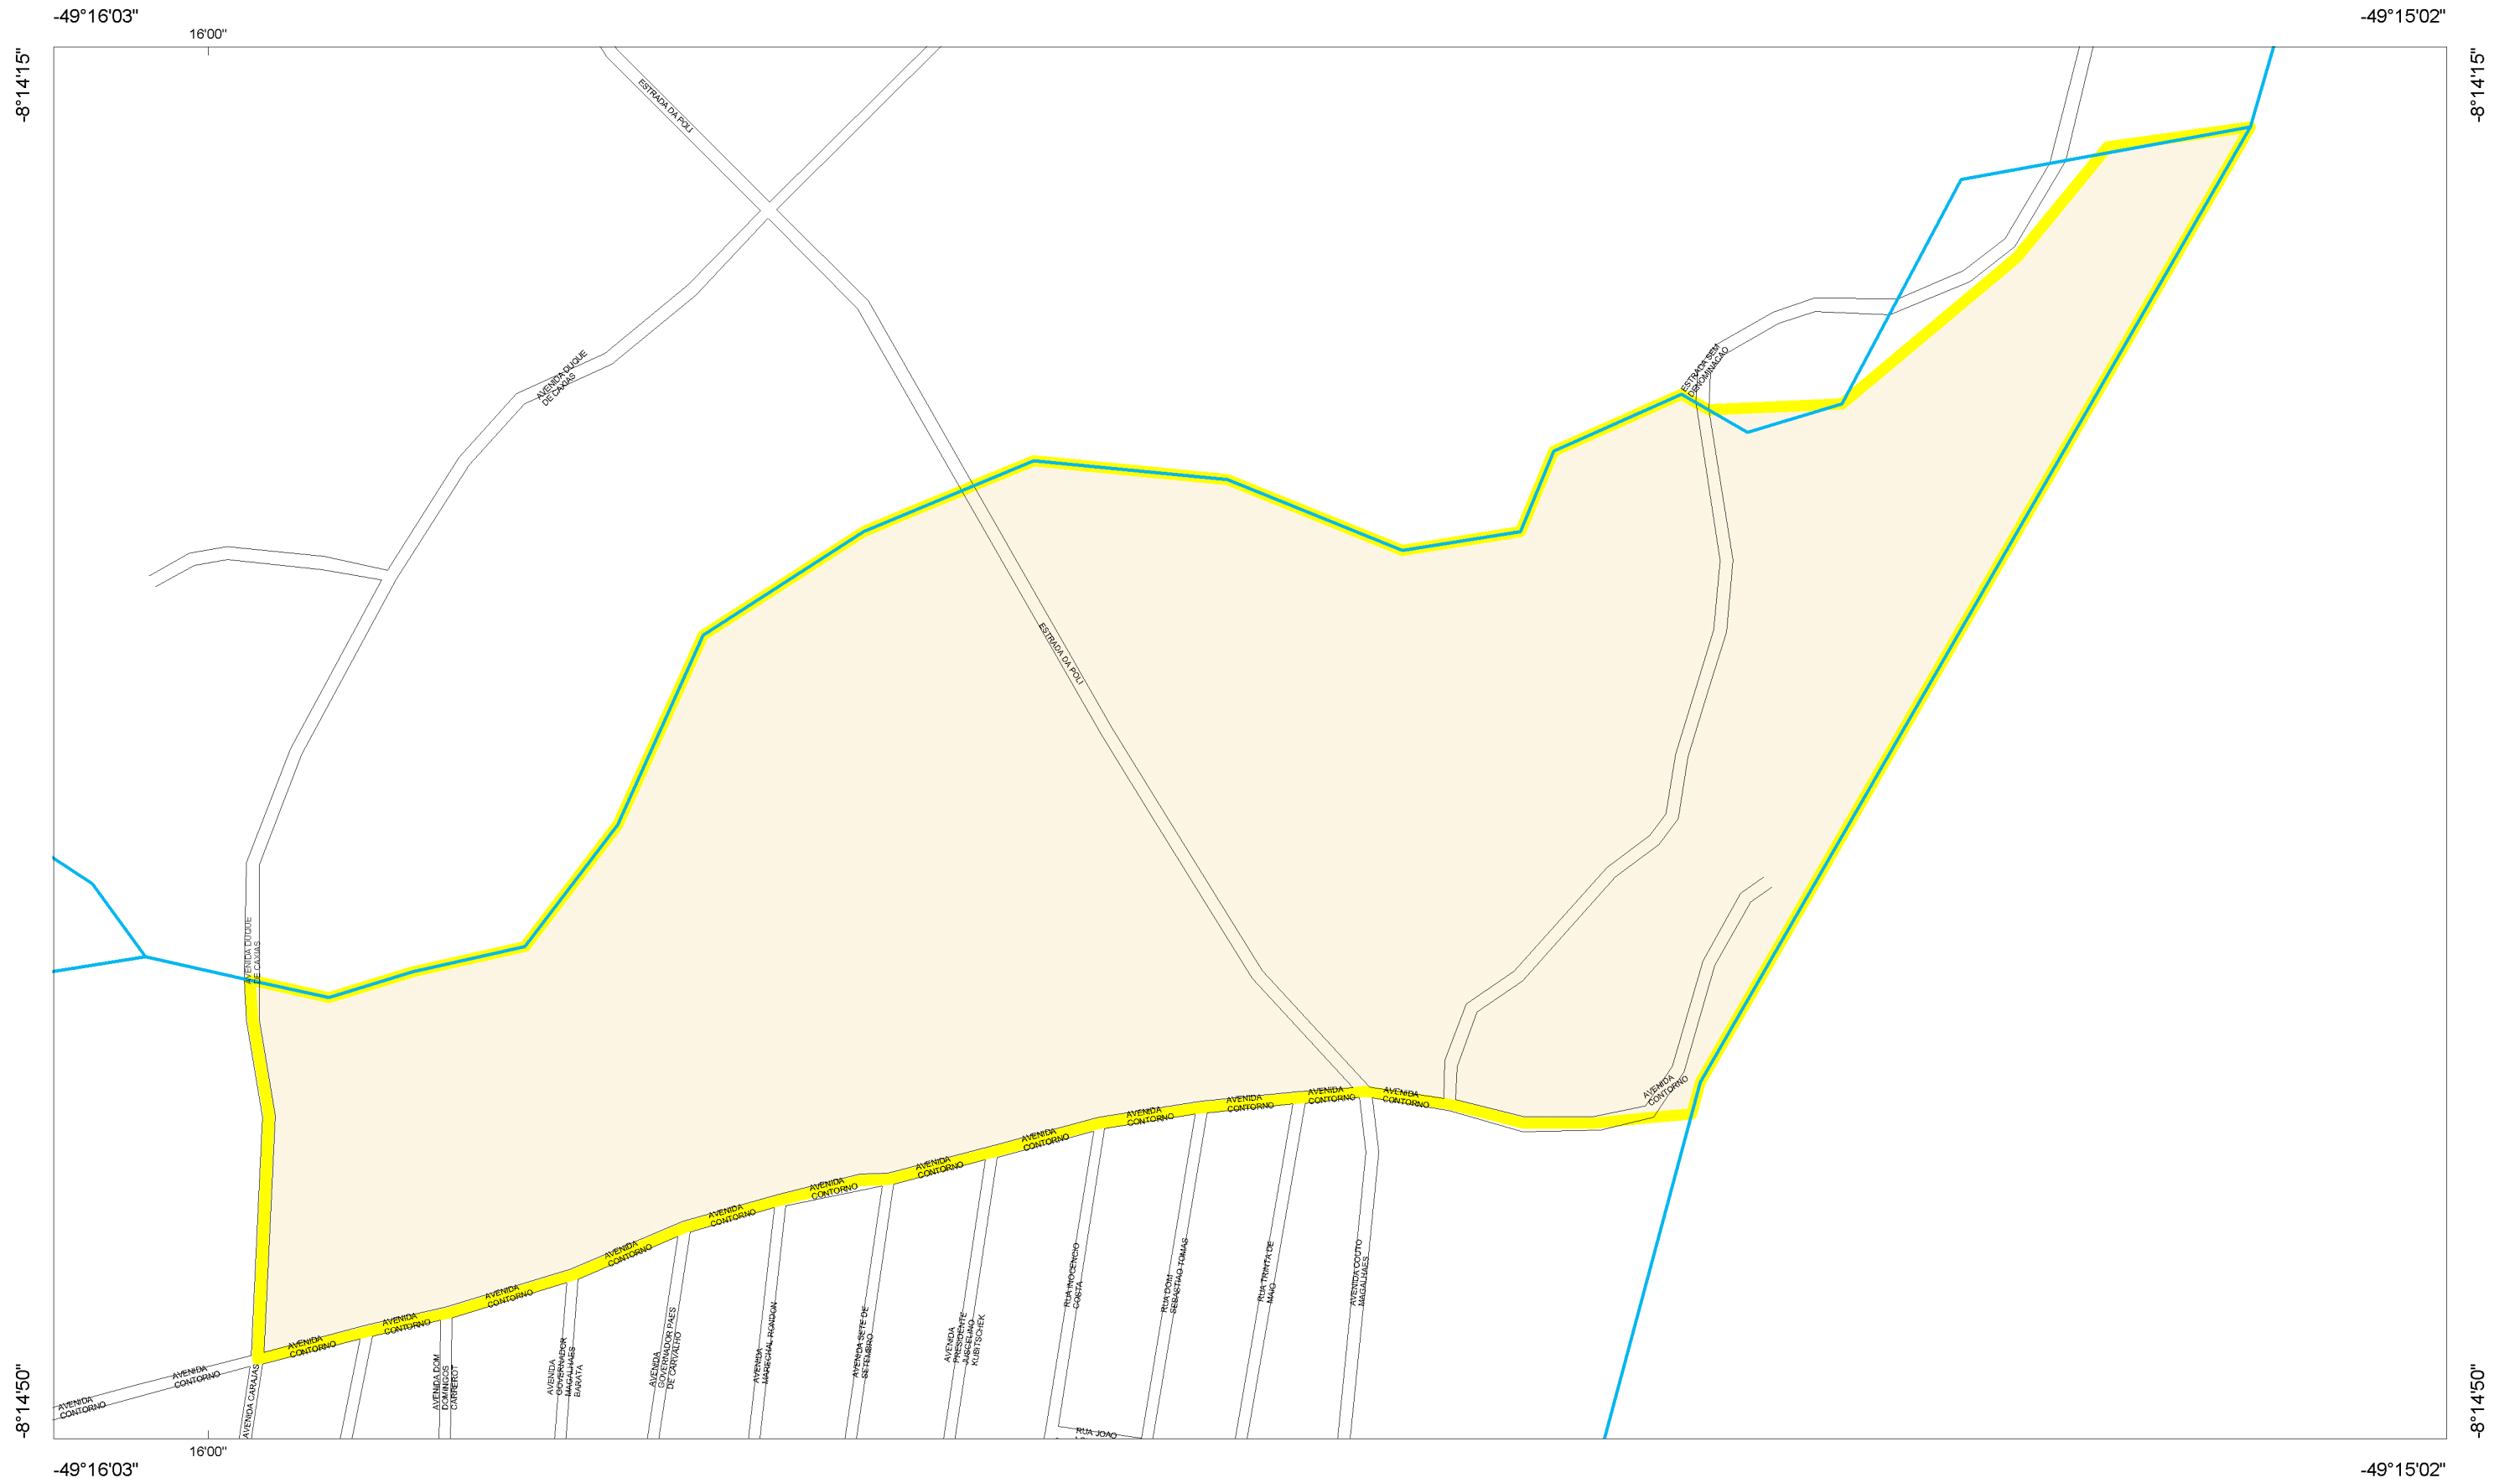 -49°16'03"
-49°15'02"
16'00"
-8°14'15"
-8°14'15"
ESTRADA DA POLI
AVENIDA DUQUE
DE CAXIAS
ESTRADA SEM
DENOMINACAO
ESTRADA DA POLI
AVENIDA DUQUE
DE CAXIAS
AVENIDA
CONTORNO
AVENIDA
CONTORNO
AVENIDA
CONTORNO
AVENIDA
CONTORNO
AVENIDA
CONTORNO
AVENIDA
CONTORNO
AVENIDA
CONTORNO
AVENIDA
CONTORNO
AVENIDA
CONTORNO
AVENIDA
CONTORNO
AVENIDA
CONTORNO
AVENIDA
CONTORNO
AVENIDA
CONTORNO
AVENIDA
CONTORNO
AVENIDA
CONTORNO
AVENIDA CARAJAS
AVENIDA DOM
DOMINGOS
CARREROT
AVENIDA
GOVERNADOR
MAGALHAES
BARATA
AVENIDA
GOVERNADOR PAES
DE CARVALHO
AVENIDA
MARECHAL RONDON
AVENIDA SETE DE
SETEMBRO
AVENIDA
PRESIDENTE
JUSCELINO
KUBITSCHEK
RUA INOCENCIO
COSTA
RUA DOM
SEBASTIAO TOMAS
RUA TRINTA DE
MAIO
AVENIDA COUTO
MAGALHAES
RUA JOAO
-8°14'50"
-8°14'50"
16'00"
-49°16'03"
-49°15'02"